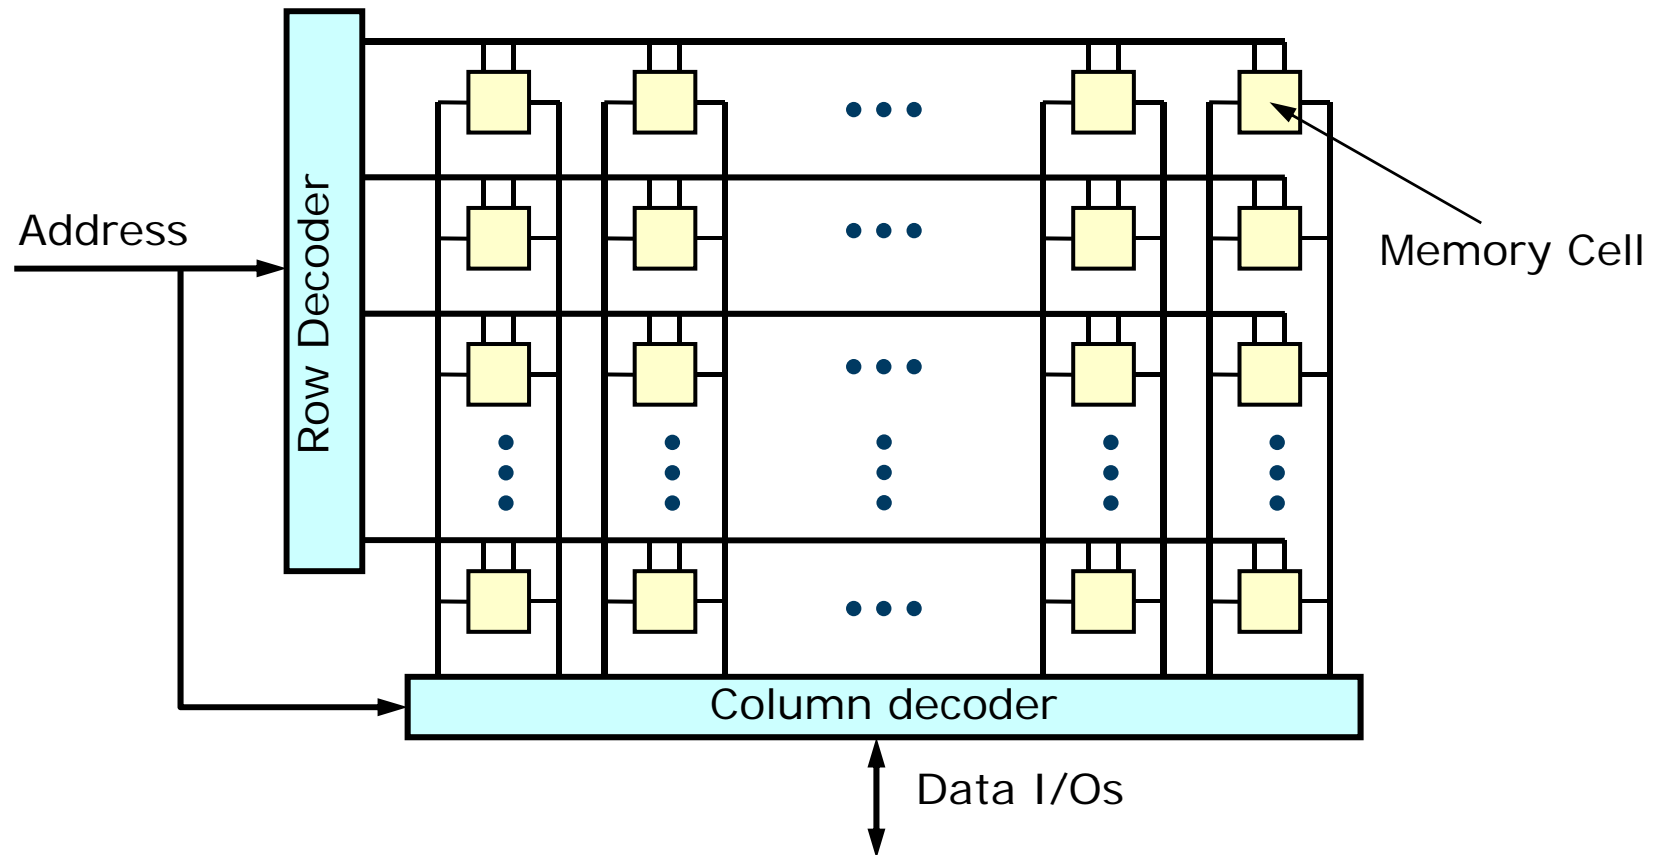 Address
Row Decoder
Memory Cell
Column decoder
Data I/Os